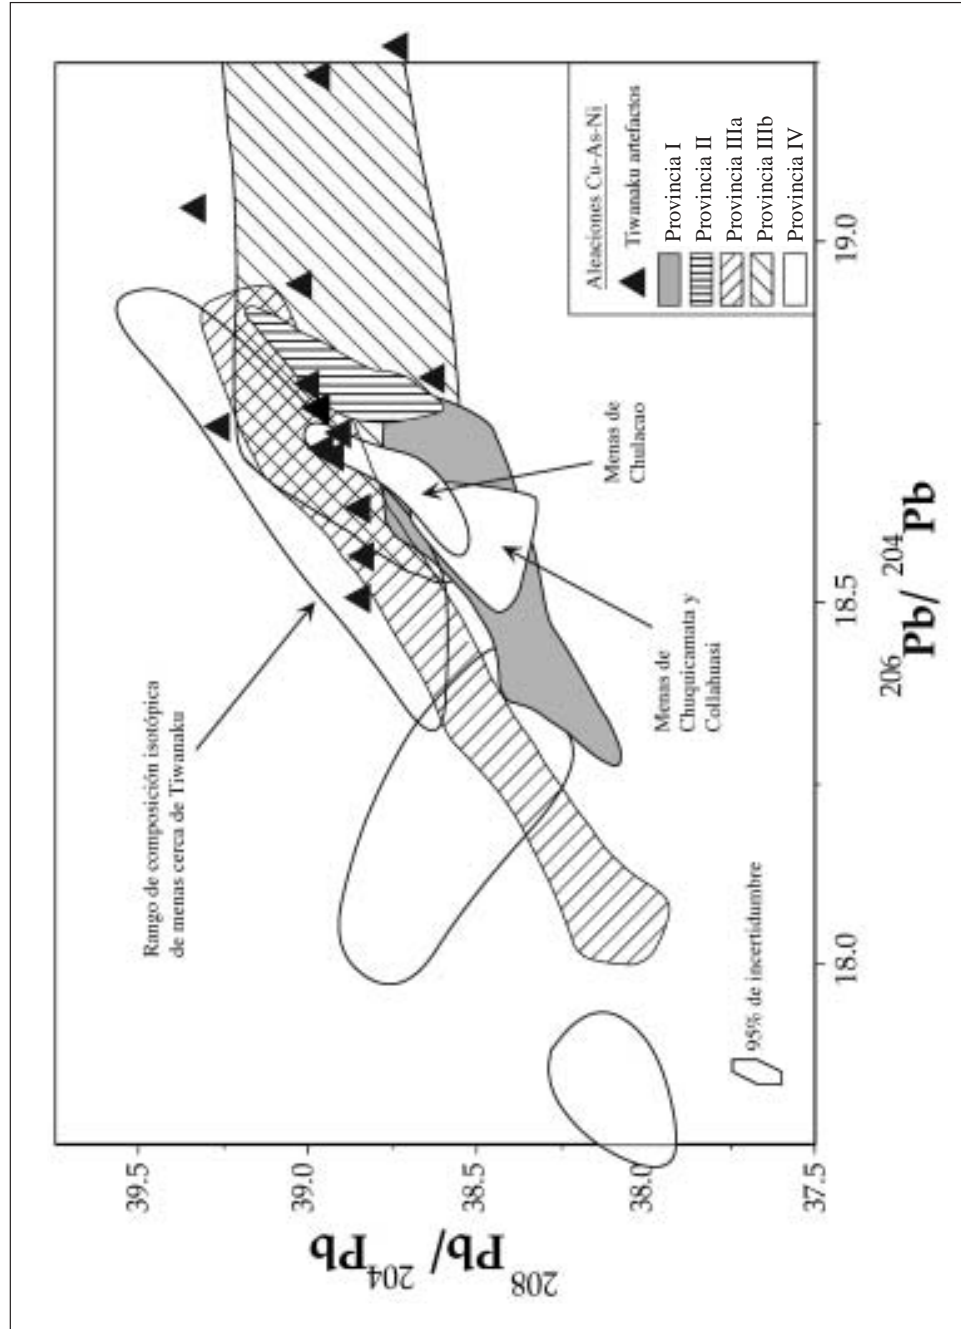 208Pb/ 204Pb
39.5
39.0
38.5
38.0
37.5
Rango de composición isotópica
de menas cerca de Tiwanaku
Menas de
Chulacao
Menas de
Chuquicamata y
Collahuasi
95% de incertidumbre
Aleaciones Cu-As-Ni
Tiwanaku artefactos
Provincia I
Provincia II
Provincia IIIa
Provincia IIIb
Provincia IV
18.0
18.5
19.0
206Pb/ 204Pb